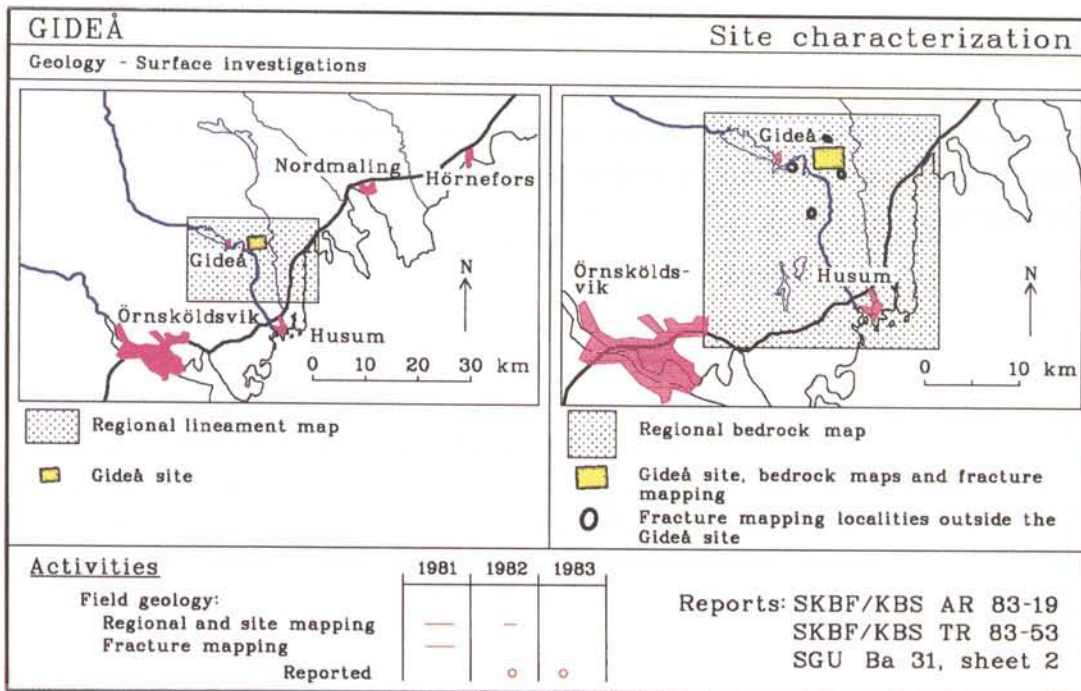 GIDEÅ
Site characterization
Geology - Surface investigations
Nordmaling
Hörnefors
Gideå
N
Örnsköldsvik
Husum
0 10 20 30 km
Regional lineament map
Gideå site
Gideå
Örnskölds-
vik
Husum
N
0 10 km
Regional bedrock map
Gideå site, bedrock maps and fracture
mapping
Fracture mapping localities outside the
Gideå site
Activities
1981 1982 1983
Field geology:
Regional and site mapping
Fracture mapping
Reported
Reports: SKBF/KBS AR 83-19
SKBF/KBS TR 83-53
SGU Ba 31, sheet 2